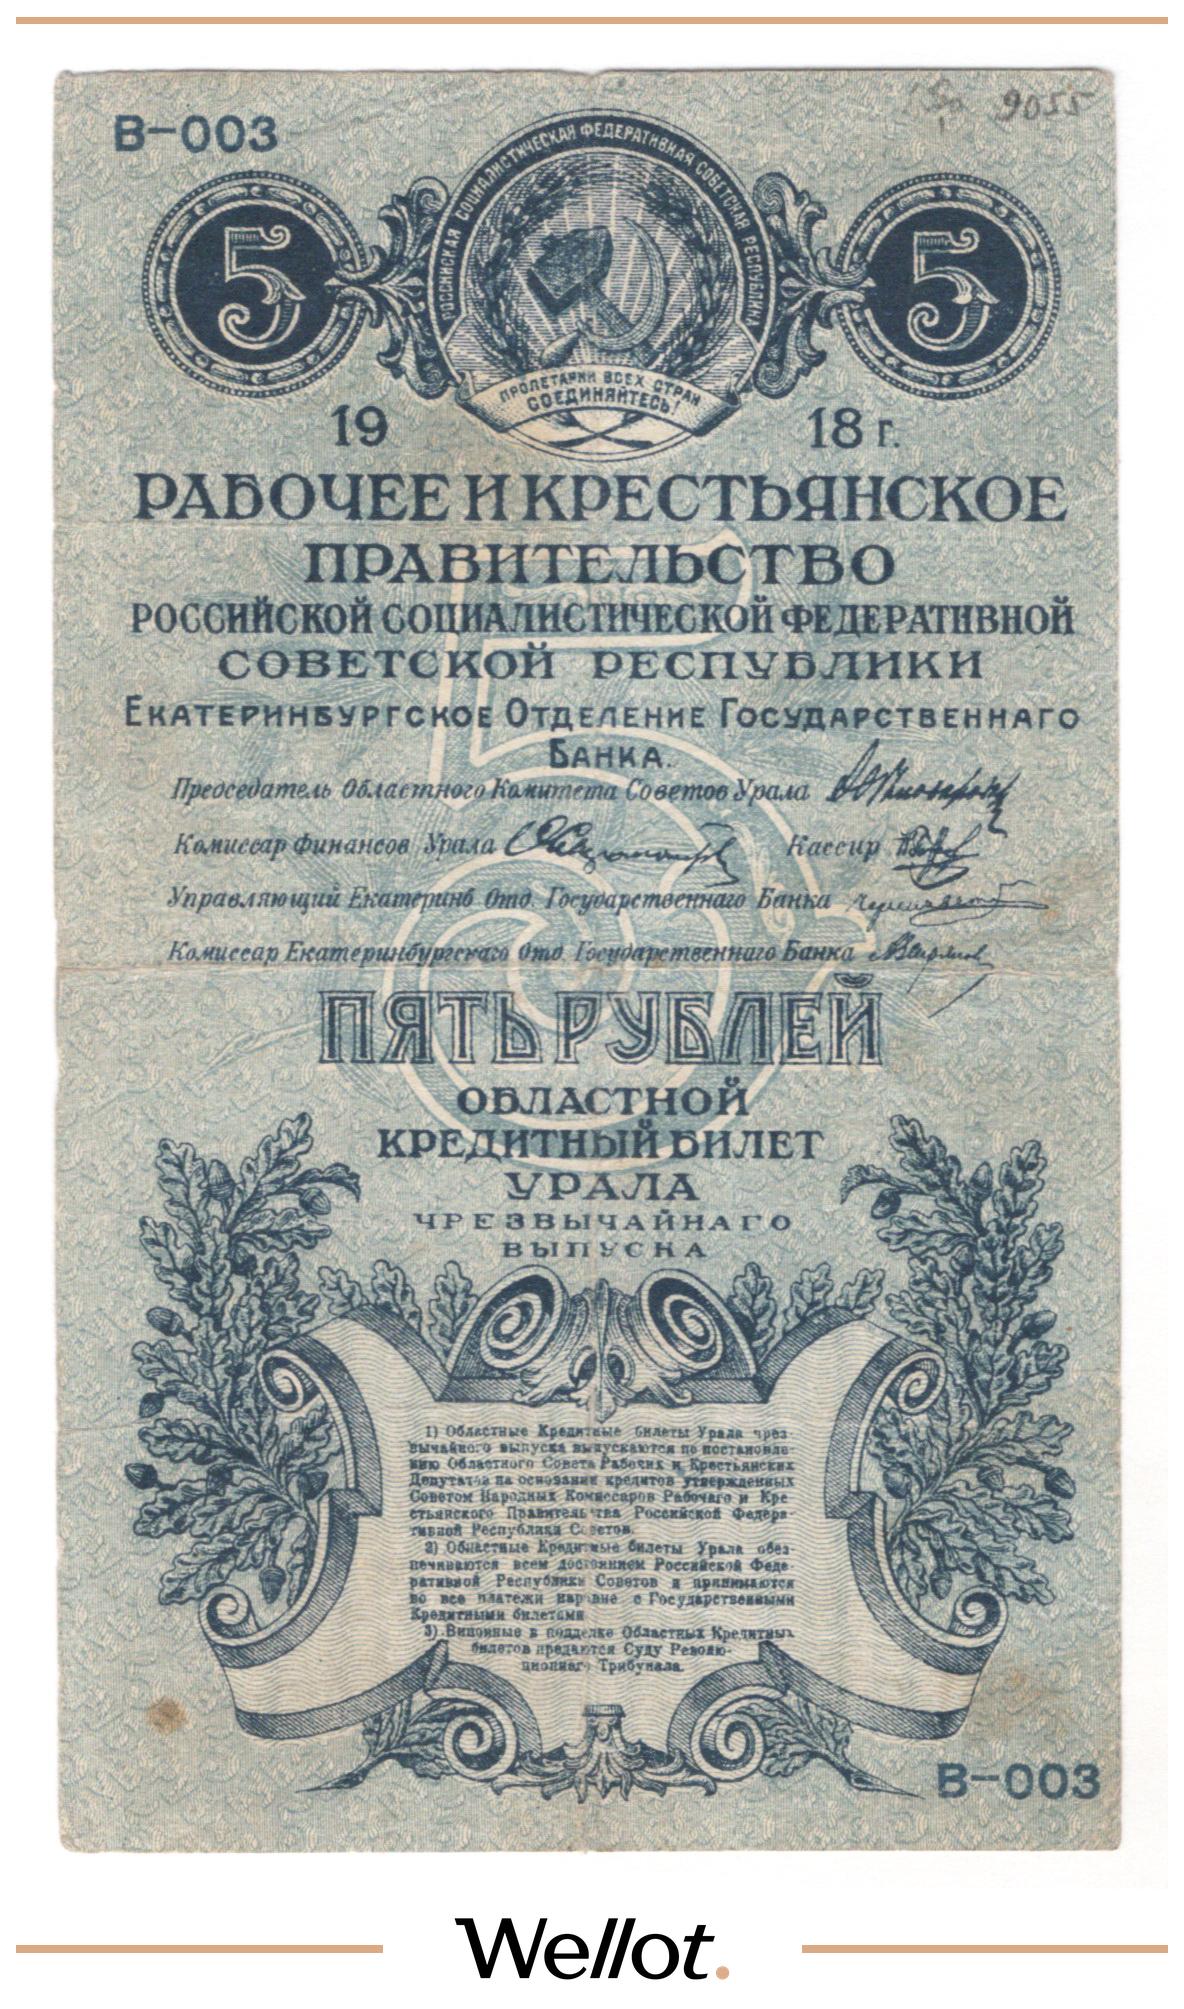 9055
В-003
РОССИЙСКАЯ СОЦИАЛИСТИЧЕСКАЯ ФЕДЕРАТИВНАЯ СОВЕТСКАЯ РЕСПУБЛИКА
5 5
ПРОЛЕТАРИИ ВСЕХ СТРАН
СОЕДИНЯЙТЕСЬ!
19 18 г.
РАБОЧЕЕ И КРЕСТЬЯНСКОЕ
ПРАВИТЕЛЬСТВО
РОССИЙСКОЙ СОЦИАЛИСТИЧЕСКОЙ ФЕДЕРАТИВНОЙ
СОВЕТСКОЙ РЕСПУБЛИКИ
ЕКАТЕРИНБУРГСКОЕ ОТДЕЛЕНИЕ ГОСУДАРСТВЕННАГО
БАНКА.
Председатель Областного Комитета Советов Урала
Комиссар Финансов Урала Кассир
Управляющий Екатеринб Отд. Государственнаго Банка
Комиссар Екатеринбургскаго Отд. Государственнаго Банка
5
ПЯТЬ РУБЛЕЙ
ОБЛАСТНОЙ
КРЕДИТНЫЙ БИЛЕТ
УРАЛА
ЧРЕЗВЫЧАЙНАГО
ВЫПУСКА
1) Областные Кредитные билеты Урала чрез
вычайного выпуска выпускаются по постановле-
нию Областного Совета Рабочих и Крестьянских
Депутатов на основании кредитов утвержденных
Советом Народных Комиссаров Рабочаго и Кре
стьянского Правительства Российской Федера-
тивной Республики Советов.
2) Областные Кредитные билеты Урала обез
печиваются всем достоянием Российской Феде-
ративной Республики Советов и принимаются
во все платежи наравне с Государственными
Кредитными билетами
3) Виновные в подделке Областных Кредитных
билетов предаются Суду Револю-
ционнаго Трибунала.
В-003
Wellot.